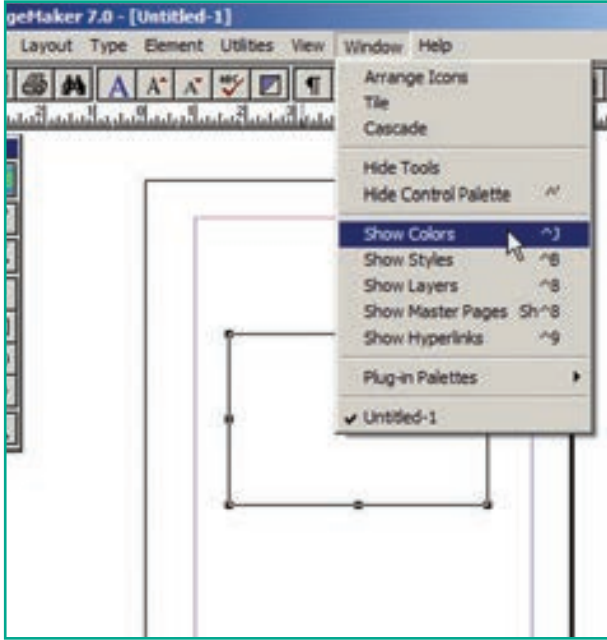 geMaker 7.0 - [Untitled-1]
Layout Type Element Utilities View Window Help
Arrange Icons
Tile
Cascade
Hide Tools
Hide Control Palette ^'
Show Colors ^J
Show Styles ^B
Show Layers ^8
Show Master Pages Sh^8
Show Hyperlinks ^9
Plug-in Palettes
Untitled-1